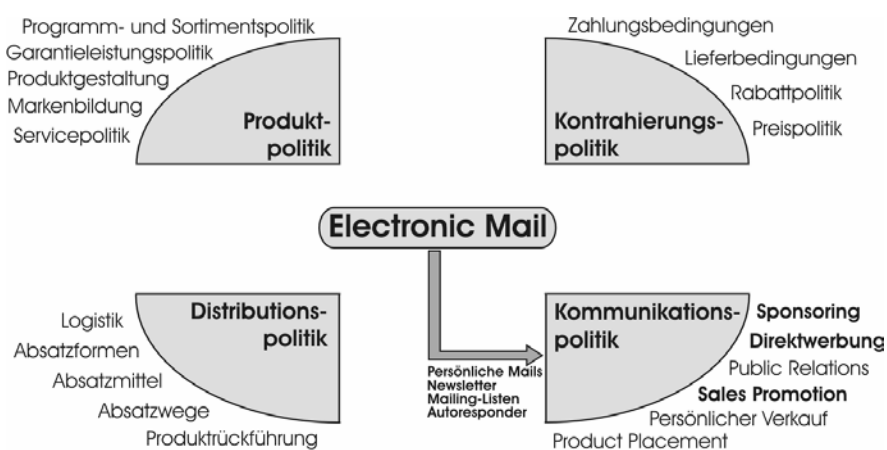 Programm- und Sortimentspolitik
Garantieleistungspolitik
Produktgestaltung
Markenbildung
Servicepolitik
Produkt-
politik
Zahlungsbedingungen
Lieferbedingungen
Rabattpolitik
Preispolitik
Kontrahierungs-
politik
Electronic Mail
Distributions-
politik
Logistik
Absatzformen
Absatzmittel
Absatzwege
Produktrückführung
Persönliche Mails
Newsletter
Mailing-Listen
Autoresponder
Kommunikations-
politik
Sponsoring
Direktwerbung
Public Relations
Sales Promotion
Persönlicher Verkauf
Product Placement